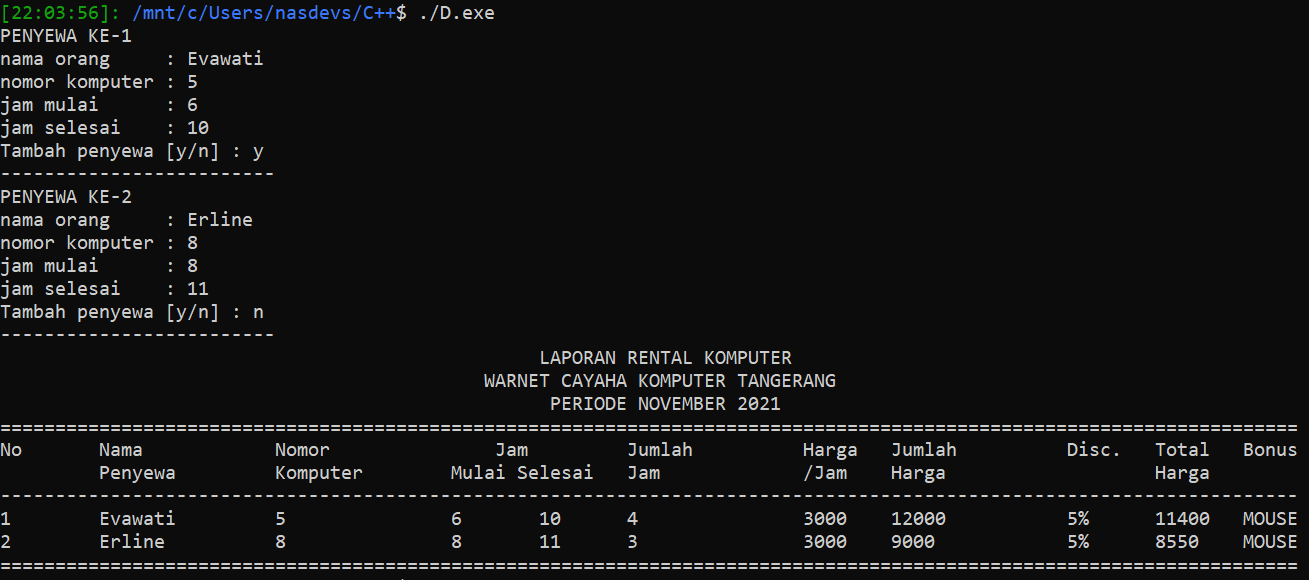 [22:03:56]: /mnt/c/Users/nasdevs/C++$ ./D.exe
PENYEWA KE-1
nama orang     : Evawati
nomor komputer : 5
jam mulai      : 6
jam selesai    : 10
Tambah penyewa [y/n] : y
-------------------------
PENYEWA KE-2
nama orang     : Erline
nomor komputer : 8
jam mulai      : 8
jam selesai    : 11
Tambah penyewa [y/n] : n
-------------------------
LAPORAN RENTAL KOMPUTER
WARNET CAYAHA KOMPUTER TANGERANG
PERIODE NOVEMBER 2021
======================================================================================================================
No       Nama            Nomor               Jam         Jumlah          Harga   Jumlah          Disc.   Total   Bonus
         Penyewa         Komputer        Mulai Selesai   Jam             /Jam    Harga                   Harga
----------------------------------------------------------------------------------------------------------------------
1        Evawati         5               6       10      4               3000    12000           5%      11400   MOUSE
2        Erline          8               8       11      3               3000    9000            5%      8550    MOUSE
======================================================================================================================